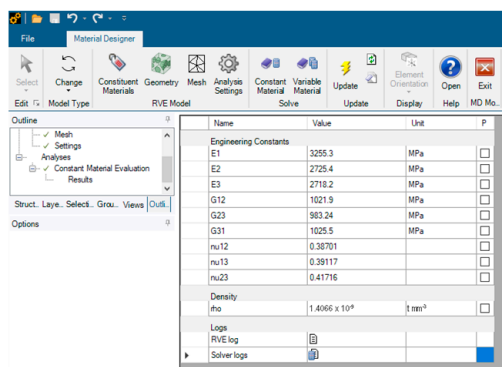 File Material Designer
Select Change Constituent Materials Geometry Mesh Analysis Settings Constant Material Variable Material Update Element Orientation Open Exit
Edit Model Type RVE Model Solve Update Display Help MD Mo...
Outline
Mesh
Settings
Analyses
Constant Material Evaluation
Results
Struct.. Laye.. Selecti.. Grou.. Views Outli..
Options
Name Value Unit P
Engineering Constants
E1 3255.3 MPa
E2 2725.4 MPa
E3 2718.2 MPa
G12 1021.9 MPa
G23 983.24 MPa
G31 1025.5 MPa
nu12 0.38701
nu13 0.39117
nu23 0.41716
Density
rho 1.4066 x 10⁻⁹ t mm⁻³
Logs
RVE log
Solver logs